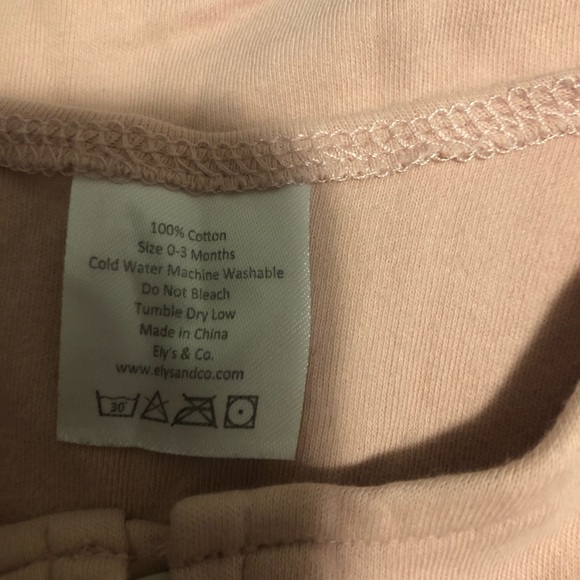 100% Cotton
Size 0-3 Months
Cold Water Machine Washable
Do Not Bleach
Tumble Dry Low
Made in China
Ely's & Co.
www.elysandco.com
30